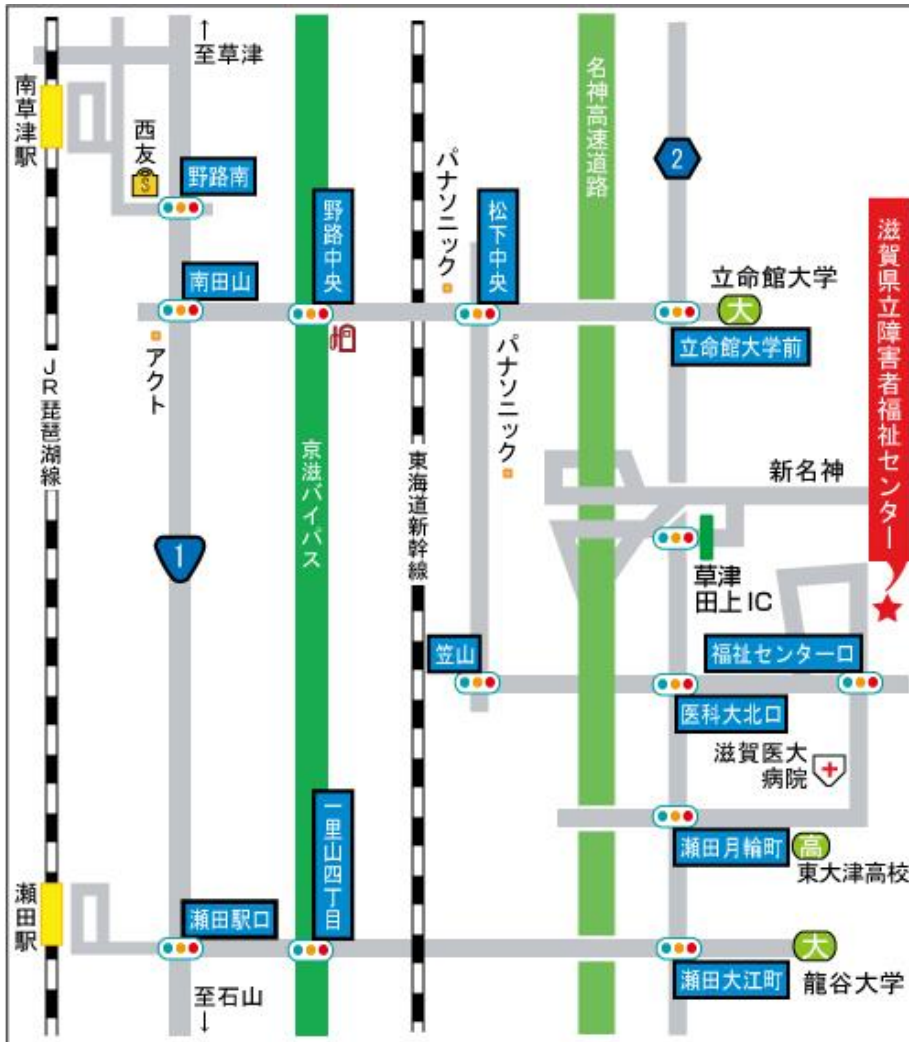 ↑
至草津
南草津駅
西友
S
野路南
野路中央
パナソニック
松下中央
名神高速道路
2
滋賀県立障害者福祉センター
南田山
立命館大学
大
立命館大学前
アクト
パナソニック
JR琵琶湖線
京滋バイパス
東海道新幹線
新名神
1
草津
田上IC
笠山
福祉センター口
医科大北口
滋賀医大
病院
一里山四丁目
瀬田月輪町
高
東大津高校
瀬田駅
瀬田駅口
大
瀬田大江町
龍谷大学
至石山
↓